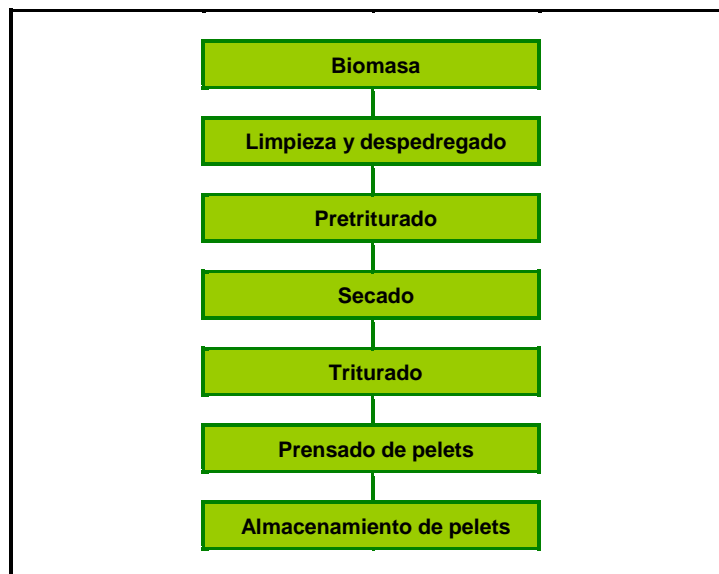 Biomasa
Limpieza y despedregado
Pretriturado
Secado
Triturado
Prensado de pelets
Almacenamiento de pelets